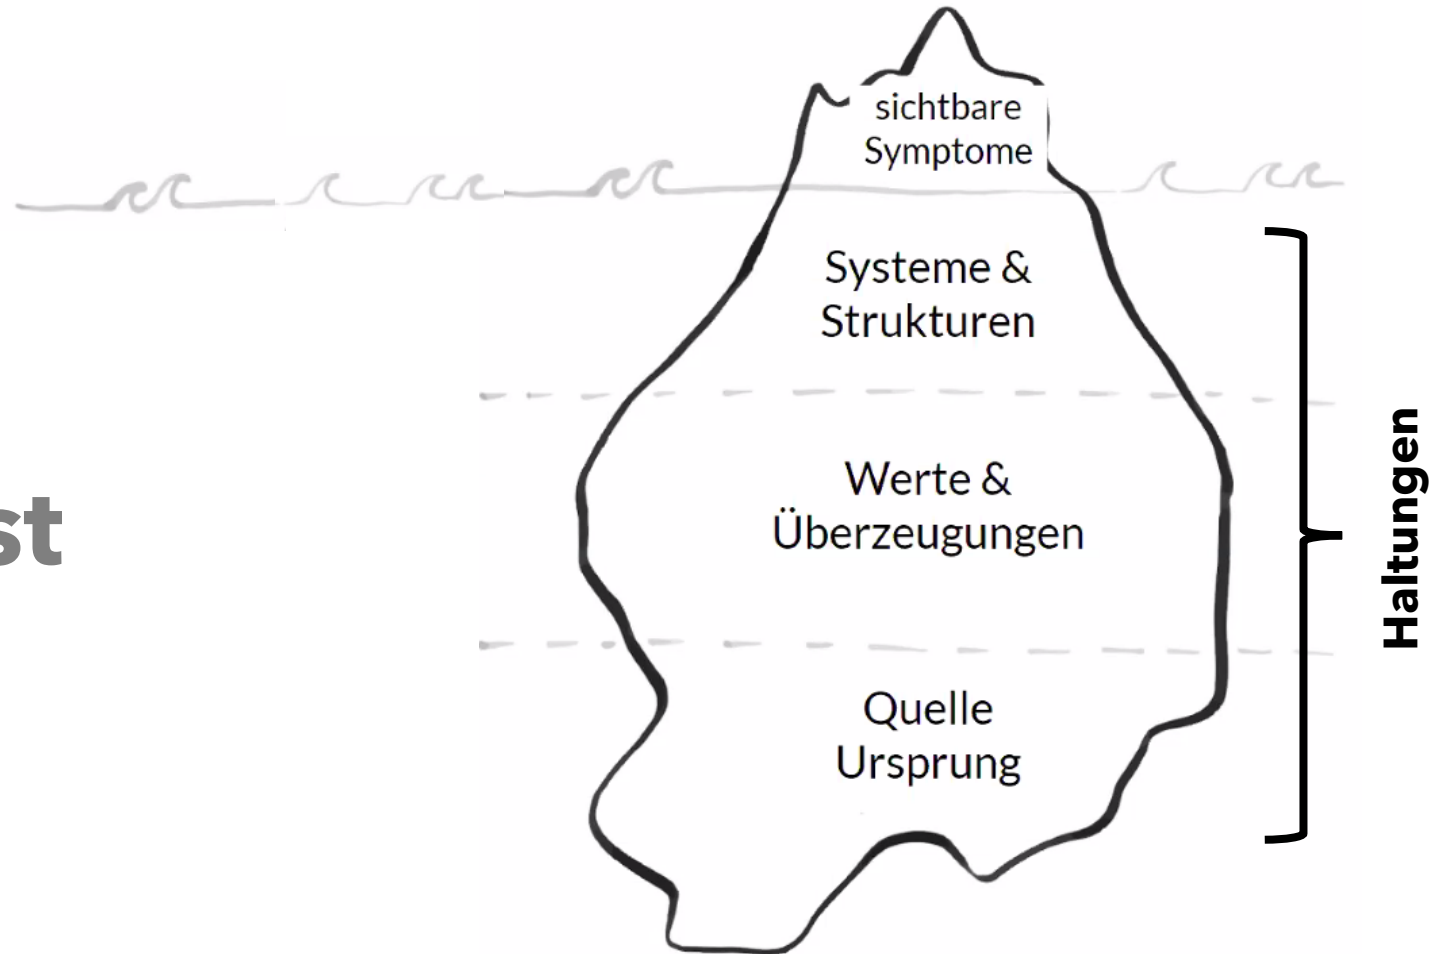 sichtbare
Symptome
Systeme &
Strukturen
Werte &
Überzeugungen
st
Quelle
Ursprung
Haltungen